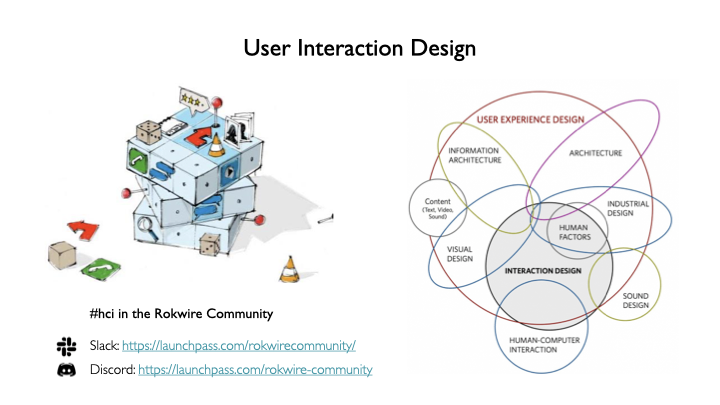 User Interaction Design
USER EXPERIENCE DESIGN
INFORMATION
ARCHITECTURE
ARCHITECTURE
Content
(Text, Video,
Sound)
INDUSTRIAL
DESIGN
HUMAN
FACTORS
VISUAL
DESIGN
INTERACTION DESIGN
SOUND
DESIGN
HUMAN-COMPUTER
INTERACTION
#hci in the Rokwire Community
Slack: https://launchpass.com/rokwirecommunity/
Discord: https://launchpass.com/rokwire-community